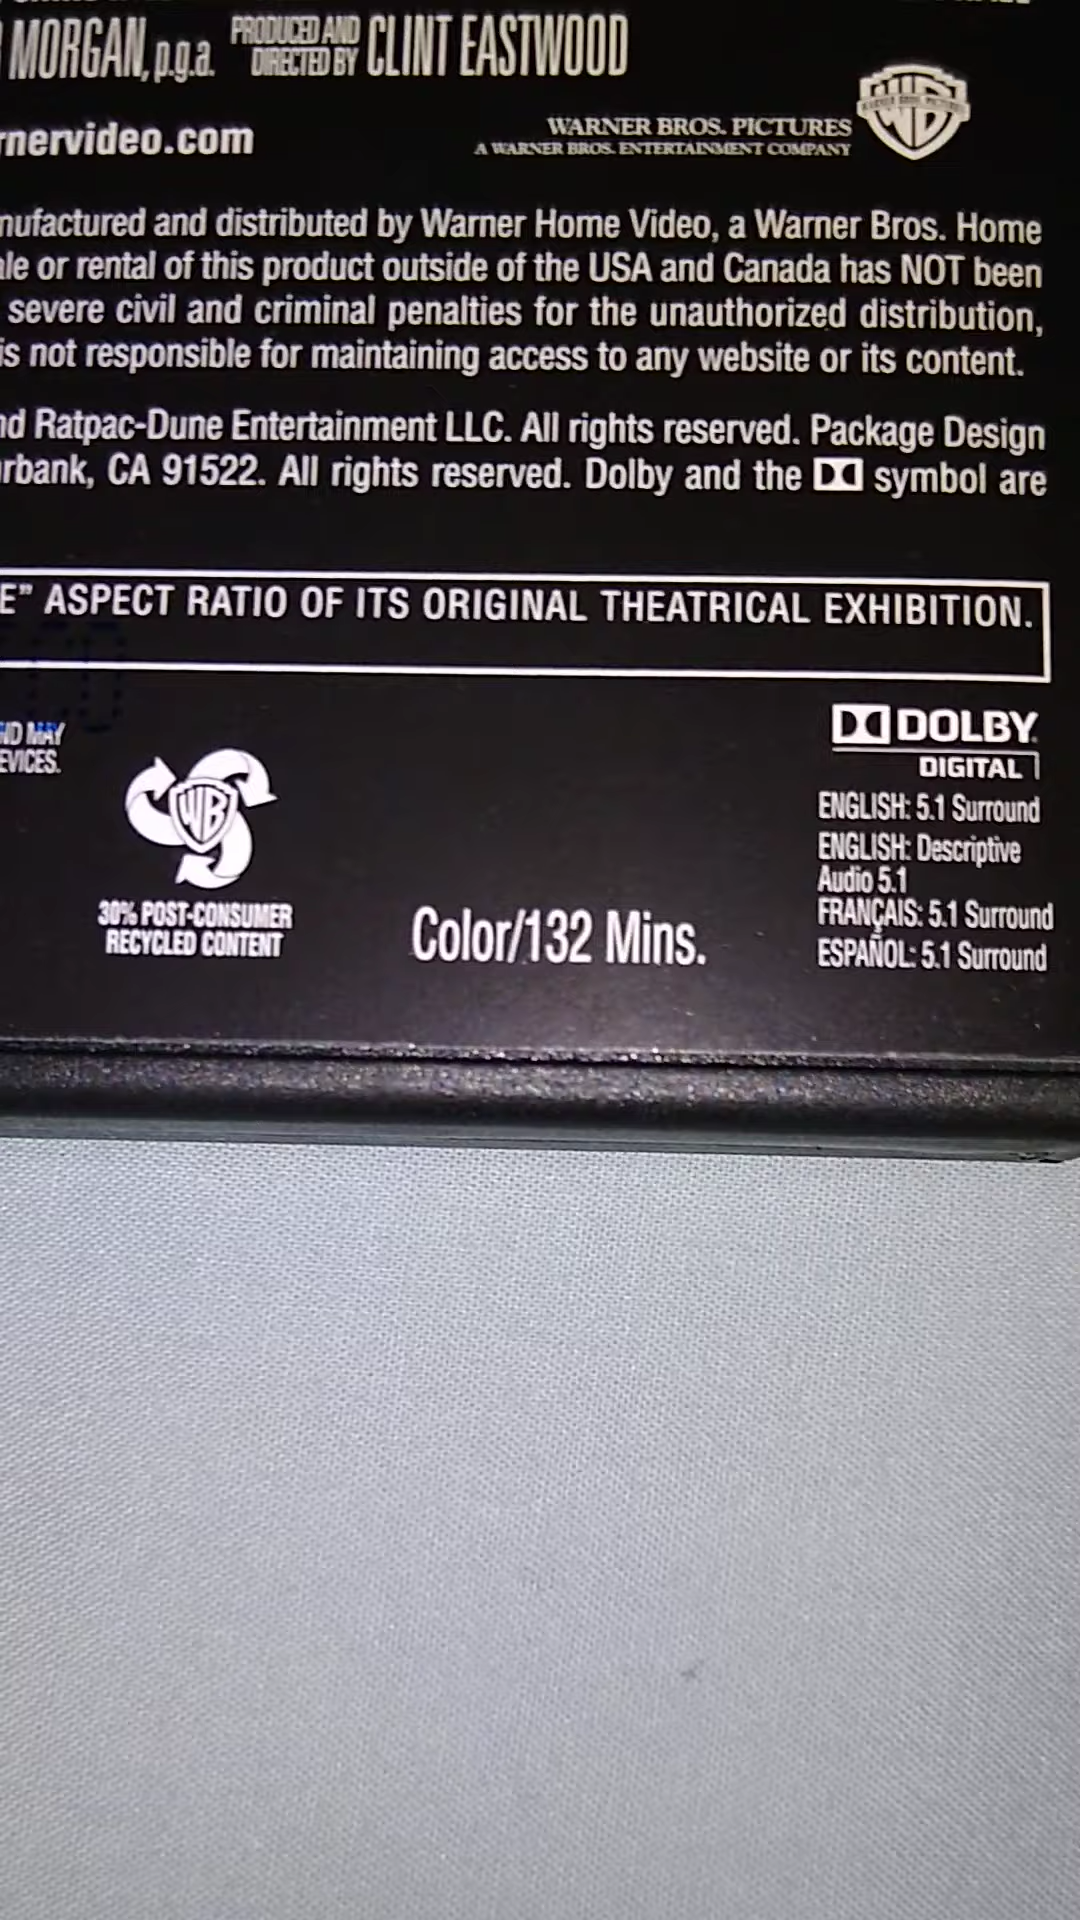 MORGAN, p.g.a. PRODUCED AND DIRECTED BY CLINT EASTWOOD
rnervideo.com
WARNER BROS. PICTURES
A WARNER BROS. ENTERTAINMENT COMPANY
nufactured and distributed by Warner Home Video, a Warner Bros. Home
ale or rental of this product outside of the USA and Canada has NOT been
severe civil and criminal penalties for the unauthorized distribution,
is not responsible for maintaining access to any website or its content.
nd Ratpac-Dune Entertainment LLC. All rights reserved. Package Design
rbank, CA 91522. All rights reserved. Dolby and the symbol are
E” ASPECT RATIO OF ITS ORIGINAL THEATRICAL EXHIBITION.
ND MAY
EVICES.
WB
30% POST-CONSUMER
RECYCLED CONTENT
Color/132 Mins.
DOLBY
DIGITAL
ENGLISH: 5.1 Surround
ENGLISH: Descriptive
Audio 5.1
FRANÇAIS: 5.1 Surround
ESPAÑOL: 5.1 Surround